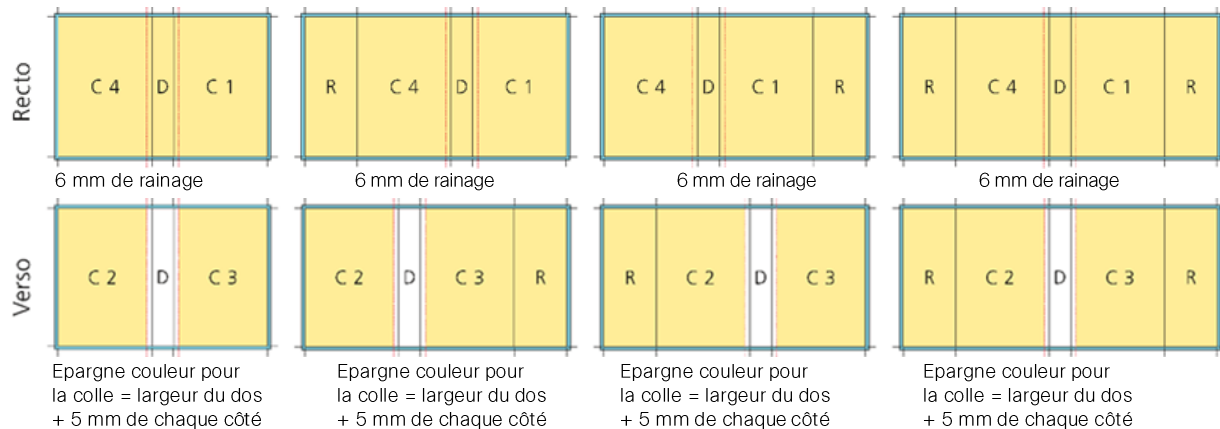 Recto
C 4 D C 1
R C 4 D C 1
C 4 D C 1 R
R C 4 D C 1 R
6 mm de rainage
6 mm de rainage
6 mm de rainage
6 mm de rainage
Verso
C 2 D C 3
C 2 D C 3 R
R C 2 D C 3
R C 2 D C 3 R
Epargne couleur pour
la colle = largeur du dos
+ 5 mm de chaque côté
Epargne couleur pour
la colle = largeur du dos
+ 5 mm de chaque côté
Epargne couleur pour
la colle = largeur du dos
+ 5 mm de chaque côté
Epargne couleur pour
la colle = largeur du dos
+ 5 mm de chaque côté